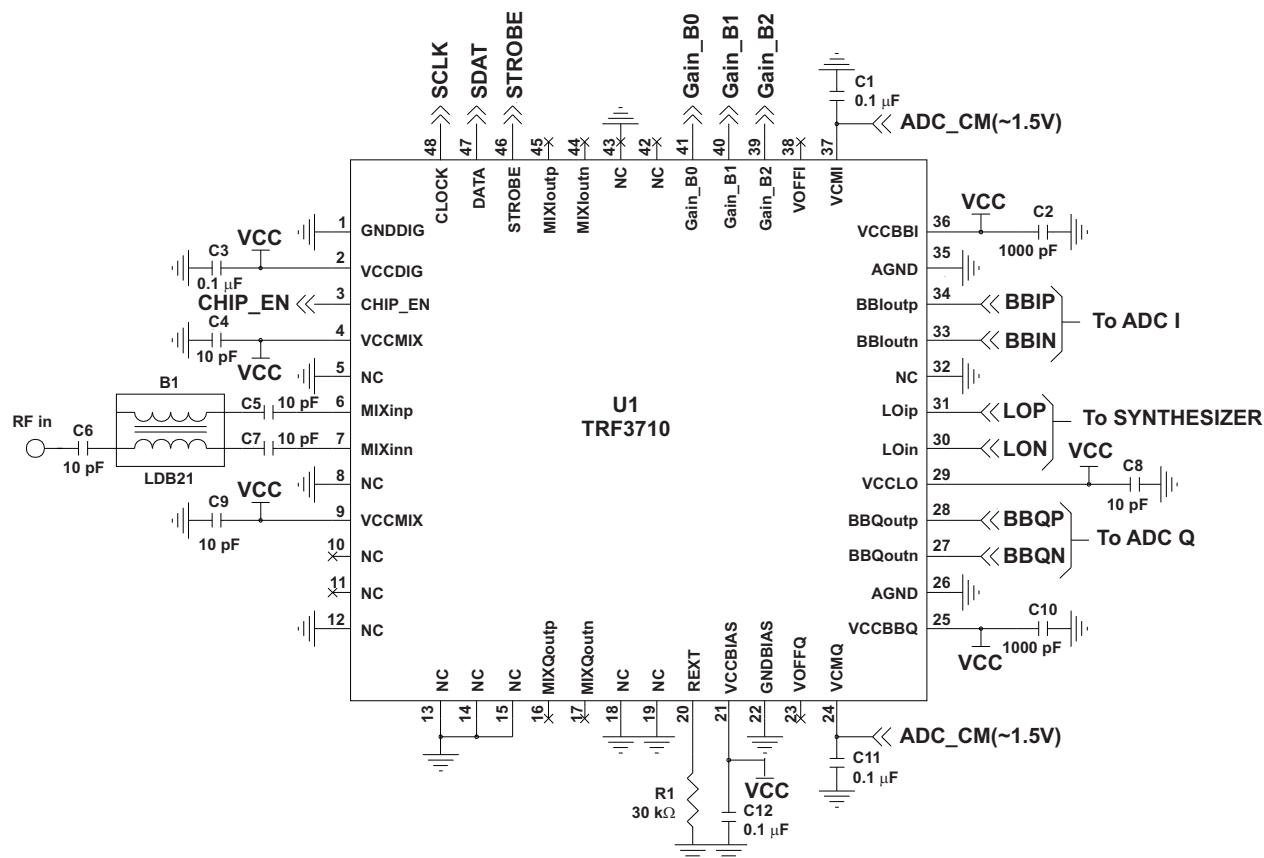 SCLK
SDAT
STROBE
Gain_B0
Gain_B1
Gain_B2
C1
0.1 µF
ADC_CM(~1.5V)
48
47
46
45
44
43
42
41
40
39
38
37
CLOCK
DATA
STROBE
MIXIoutp
MIXIoutn
NC
NC
Gain_B0
Gain_B1
Gain_B2
VOFFI
VCMI
1
GNDDIG
C3
0.1 µF
VCC
2
VCCDIG
CHIP_EN
3
CHIP_EN
C4
10 pF
VCC
4
VCCMIX
5
NC
B1
LDB21
RF in
C6
10 pF
C5
10 pF
6
MIXinp
C7
10 pF
7
MIXinn
8
NC
C9
10 pF
VCC
9
VCCMIX
10
NC
11
NC
12
NC
U1
TRF3710
VCCBBI
36
VCC
C2
1000 pF
AGND
35
BBIoutp
34
BBIP
BBIoutn
33
BBIN
To ADC I
NC
32
LOip
31
LOP
LOin
30
LON
To SYNTHESIZER
VCCLO
29
VCC
C8
10 pF
BBQoutp
28
BBQP
BBQoutn
27
BBQN
To ADC Q
AGND
26
VCCBBQ
25
VCC
C10
1000 pF
NC
NC
NC
MIXQoutp
MIXQoutn
NC
NC
REXT
VCCBIAS
GNDBIAS
VOFFQ
VCMQ
13
14
15
16
17
18
19
20
21
22
23
24
ADC_CM(~1.5V)
C11
0.1 µF
R1
30 kΩ
VCC
C12
0.1 µF